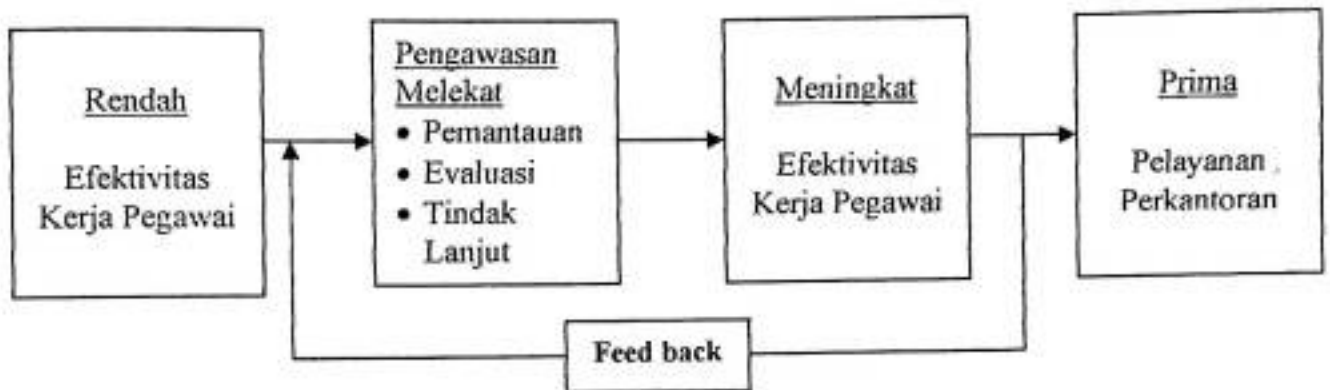 Rendah
Efektivitas
Kerja Pegawai
Pengawasan
Melekat
• Pemantauan
• Evaluasi
• Tindak
Lanjut
Meningkat
Efektivitas
Kerja Pegawai
Prima
Pelayanan
Perkantoran
Feed back